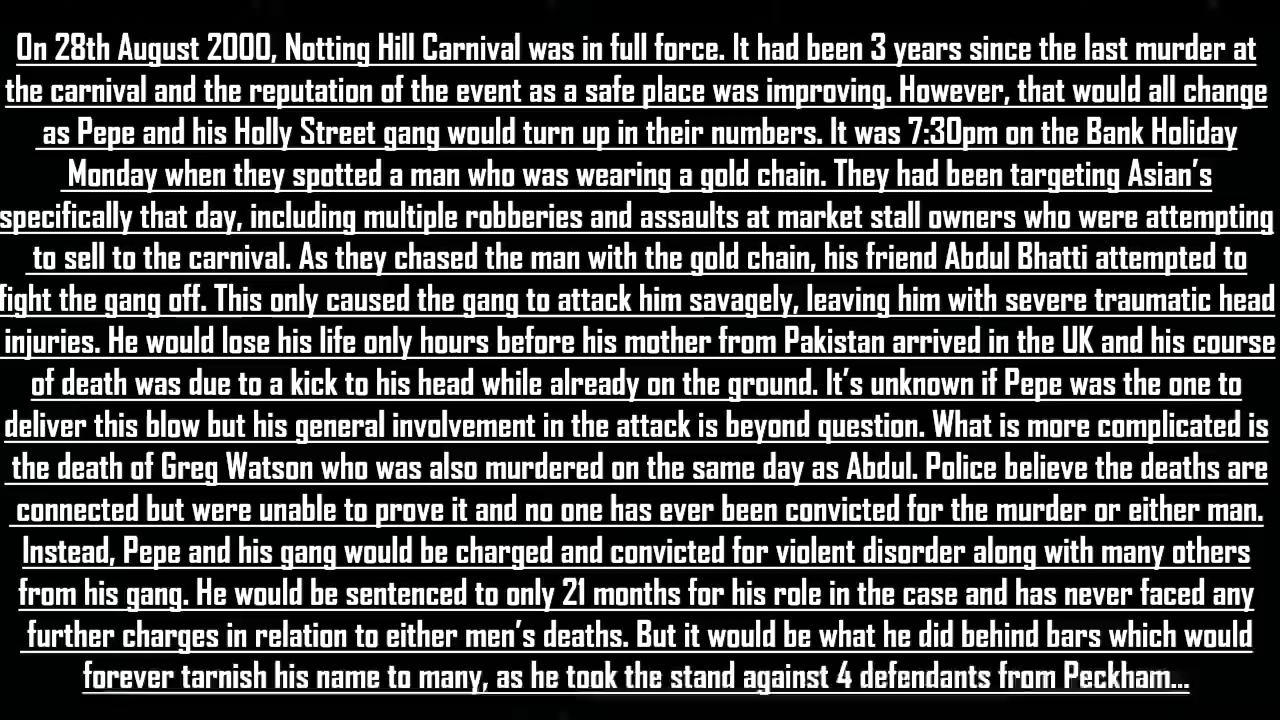 On 28th August 2000, Notting Hill Carnival was in full force. It had been 3 years since the last murder at
the carnival and the reputation of the event as a safe place was improving. However, that would all change
as Pepe and his Holly Street gang would turn up in their numbers. It was 7:30pm on the Bank Holiday
Monday when they spotted a man who was wearing a gold chain. They had been targeting Asian’s
specifically that day, including multiple robberies and assaults at market stall owners who were attempting
to sell to the carnival. As they chased the man with the gold chain, his friend Abdul Bhatti attempted to
fight the gang off. This only caused the gang to attack him savagely, leaving him with severe traumatic head
injuries. He would lose his life only hours before his mother from Pakistan arrived in the UK and his course
of death was due to a kick to his head while already on the ground. It’s unknown if Pepe was the one to
deliver this blow but his general involvement in the attack is beyond question. What is more complicated is
the death of Greg Watson who was also murdered on the same day as Abdul. Police believe the deaths are
connected but were unable to prove it and no one has ever been convicted for the murder or either man.
Instead, Pepe and his gang would be charged and convicted for violent disorder along with many others
from his gang. He would be sentenced to only 21 months for his role in the case and has never faced any
further charges in relation to either men’s deaths. But it would be what he did behind bars which would
forever tarnish his name to many, as he took the stand against 4 defendants from Peckham...